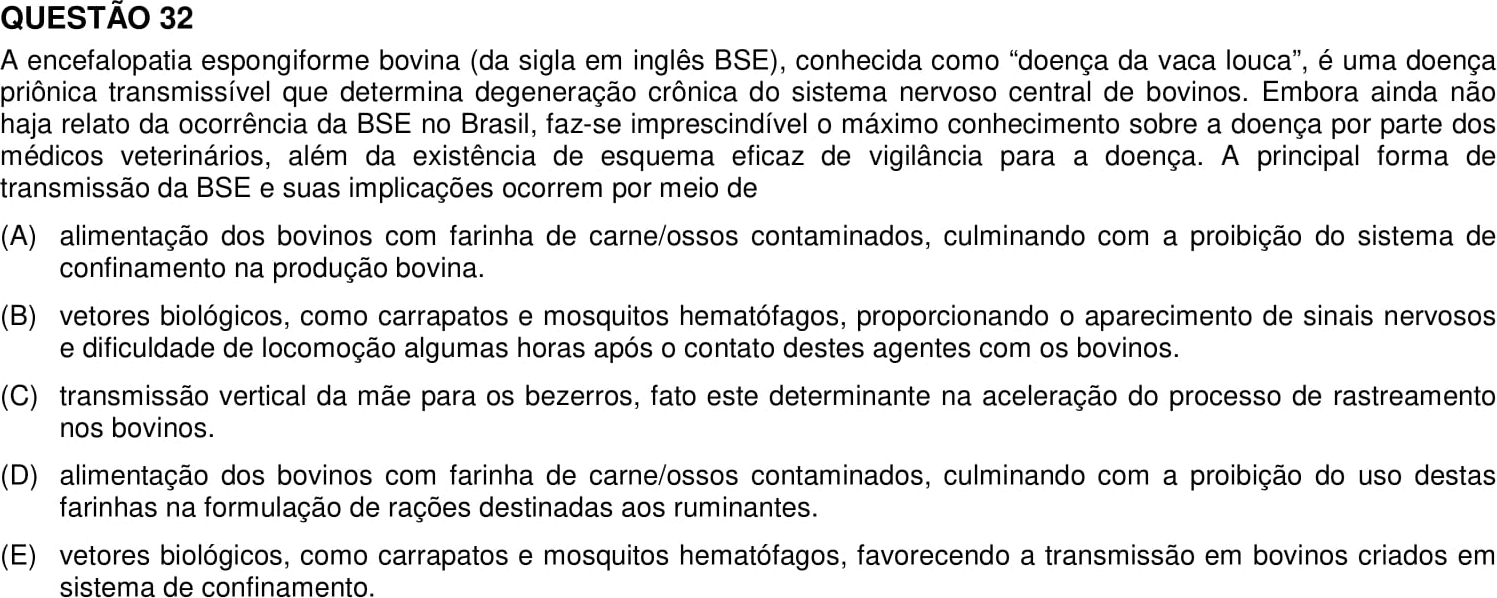 QUESTÃO 32
A encefalopatia espongiforme bovina (da sigla em inglês BSE), conhecida como “doença da vaca louca”, é uma doença
priônica transmissível que determina degeneração crônica do sistema nervoso central de bovinos. Embora ainda não
haja relato da ocorrência da BSE no Brasil, faz-se imprescindível o máximo conhecimento sobre a doença por parte dos
médicos veterinários, além da existência de esquema eficaz de vigilância para a doença. A principal forma de
transmissão da BSE e suas implicações ocorrem por meio de
(A) alimentação dos bovinos com farinha de carne/ossos contaminados, culminando com a proibição do sistema de
confinamento na produção bovina.
(B) vetores biológicos, como carrapatos e mosquitos hematófagos, proporcionando o aparecimento de sinais nervosos
e dificuldade de locomoção algumas horas após o contato destes agentes com os bovinos.
(C) transmissão vertical da mãe para os bezerros, fato este determinante na aceleração do processo de rastreamento
nos bovinos.
(D) alimentação dos bovinos com farinha de carne/ossos contaminados, culminando com a proibição do uso destas
farinhas na formulação de rações destinadas aos ruminantes.
(E) vetores biológicos, como carrapatos e mosquitos hematófagos, favorecendo a transmissão em bovinos criados em
sistema de confinamento.